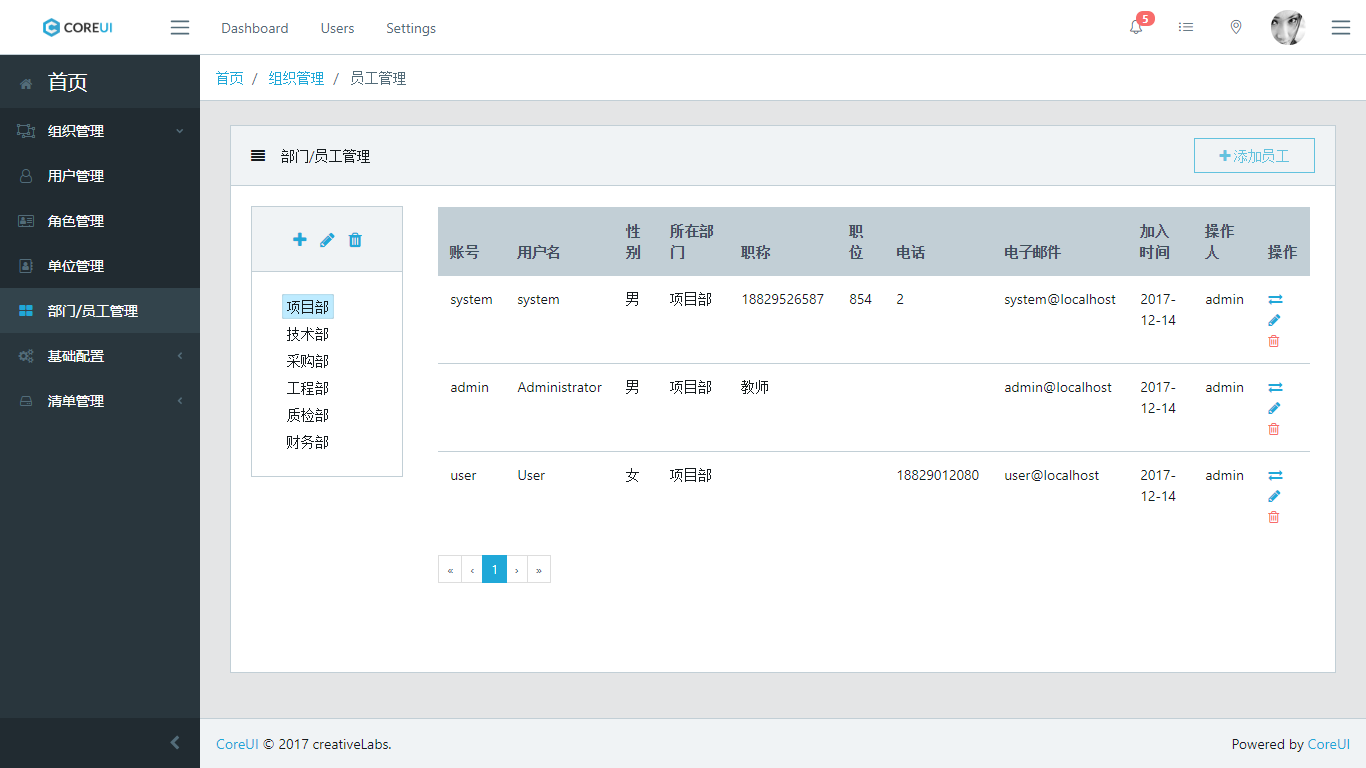 COREUI Dashboard Users Settings 5
首页 / 组织管理 / 员工管理
首页
组织管理
用户管理
角色管理
单位管理
部门/员工管理
基础配置
清单管理
部门/员工管理
添加员工
项目部
技术部
采购部
工程部
质检部
财务部
账号 用户名 性别 所在部门 职称 职位 电话 电子邮件 加入时间 操作人 操作
system system 男 项目部 18829526587 854 2 system@localhost 2017-12-14 admin
admin Administrator 男 项目部 教师 admin@localhost 2017-12-14 admin
user User 女 项目部 18829012080 user@localhost 2017-12-14 admin
« ‹ 1 › »
CoreUI © 2017 creativeLabs.
Powered by CoreUI